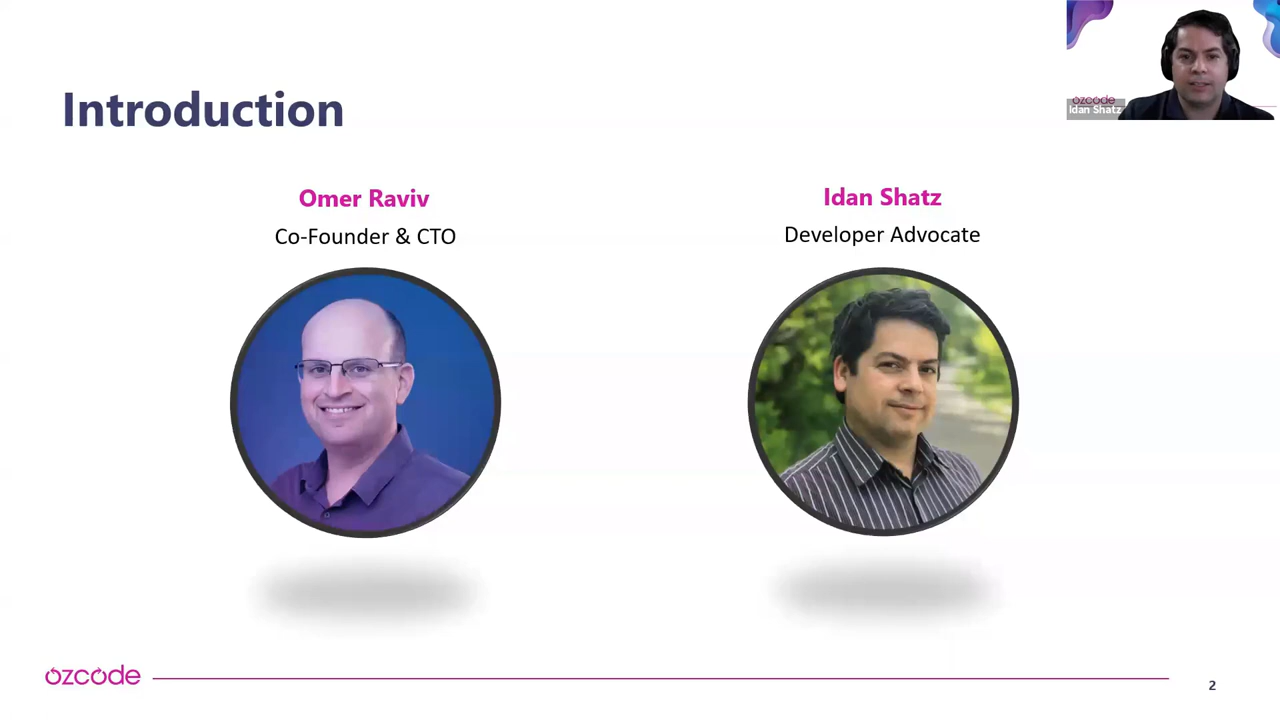 Introduction
ozcode
Idan Shatz
Omer Raviv
Co-Founder & CTO
Idan Shatz
Developer Advocate
ozcode
2